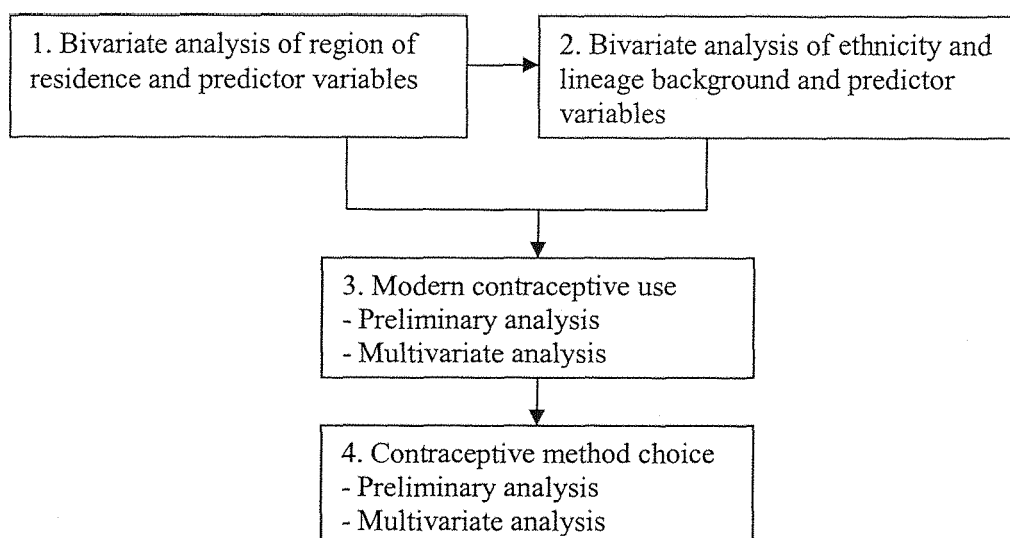 1. Bivariate analysis of region of
residence and predictor variables
2. Bivariate analysis of ethnicity and
lineage background and predictor
variables
3. Modern contraceptive use
- Preliminary analysis
- Multivariate analysis
4. Contraceptive method choice
- Preliminary analysis
- Multivariate analysis